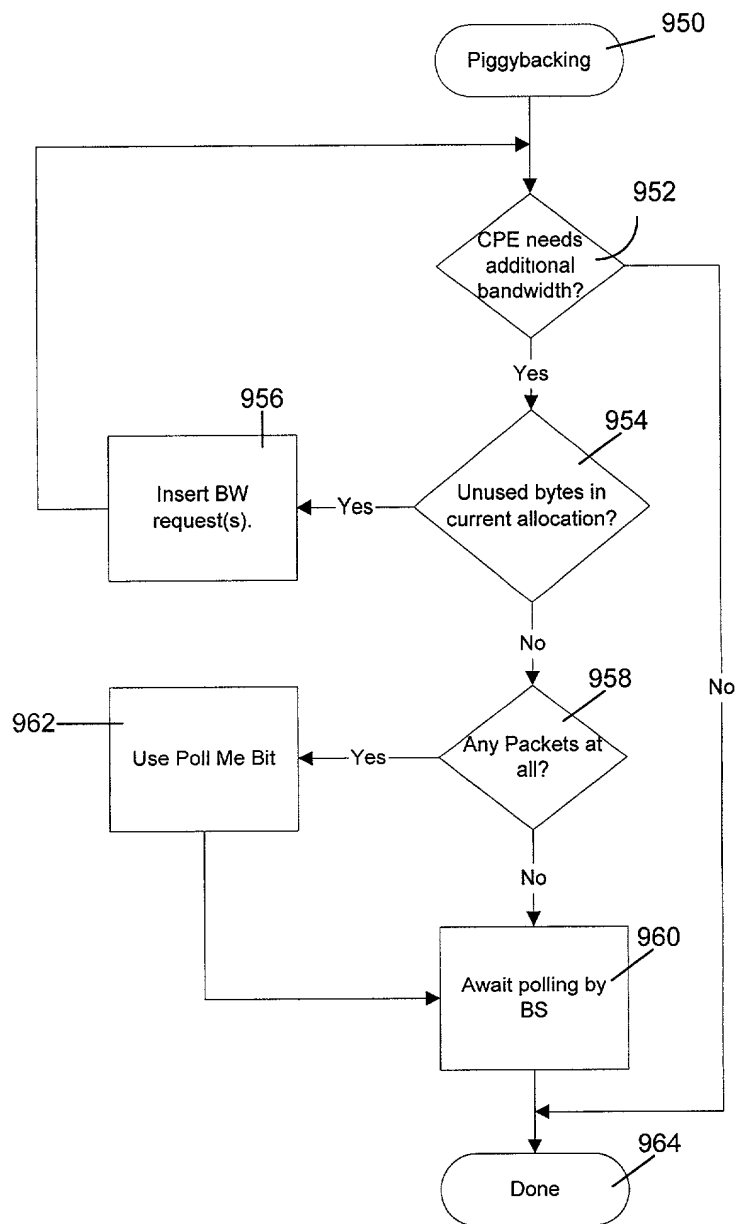 950
Piggybacking
952
CPE needs
additional
bandwidth?
Yes
956
954
Insert BW
request(s).
Yes
Unused bytes in
current allocation?
No
958
No
962
Use Poll Me Bit
Yes
Any Packets at
all?
No
960
Await polling by
BS
964
Done